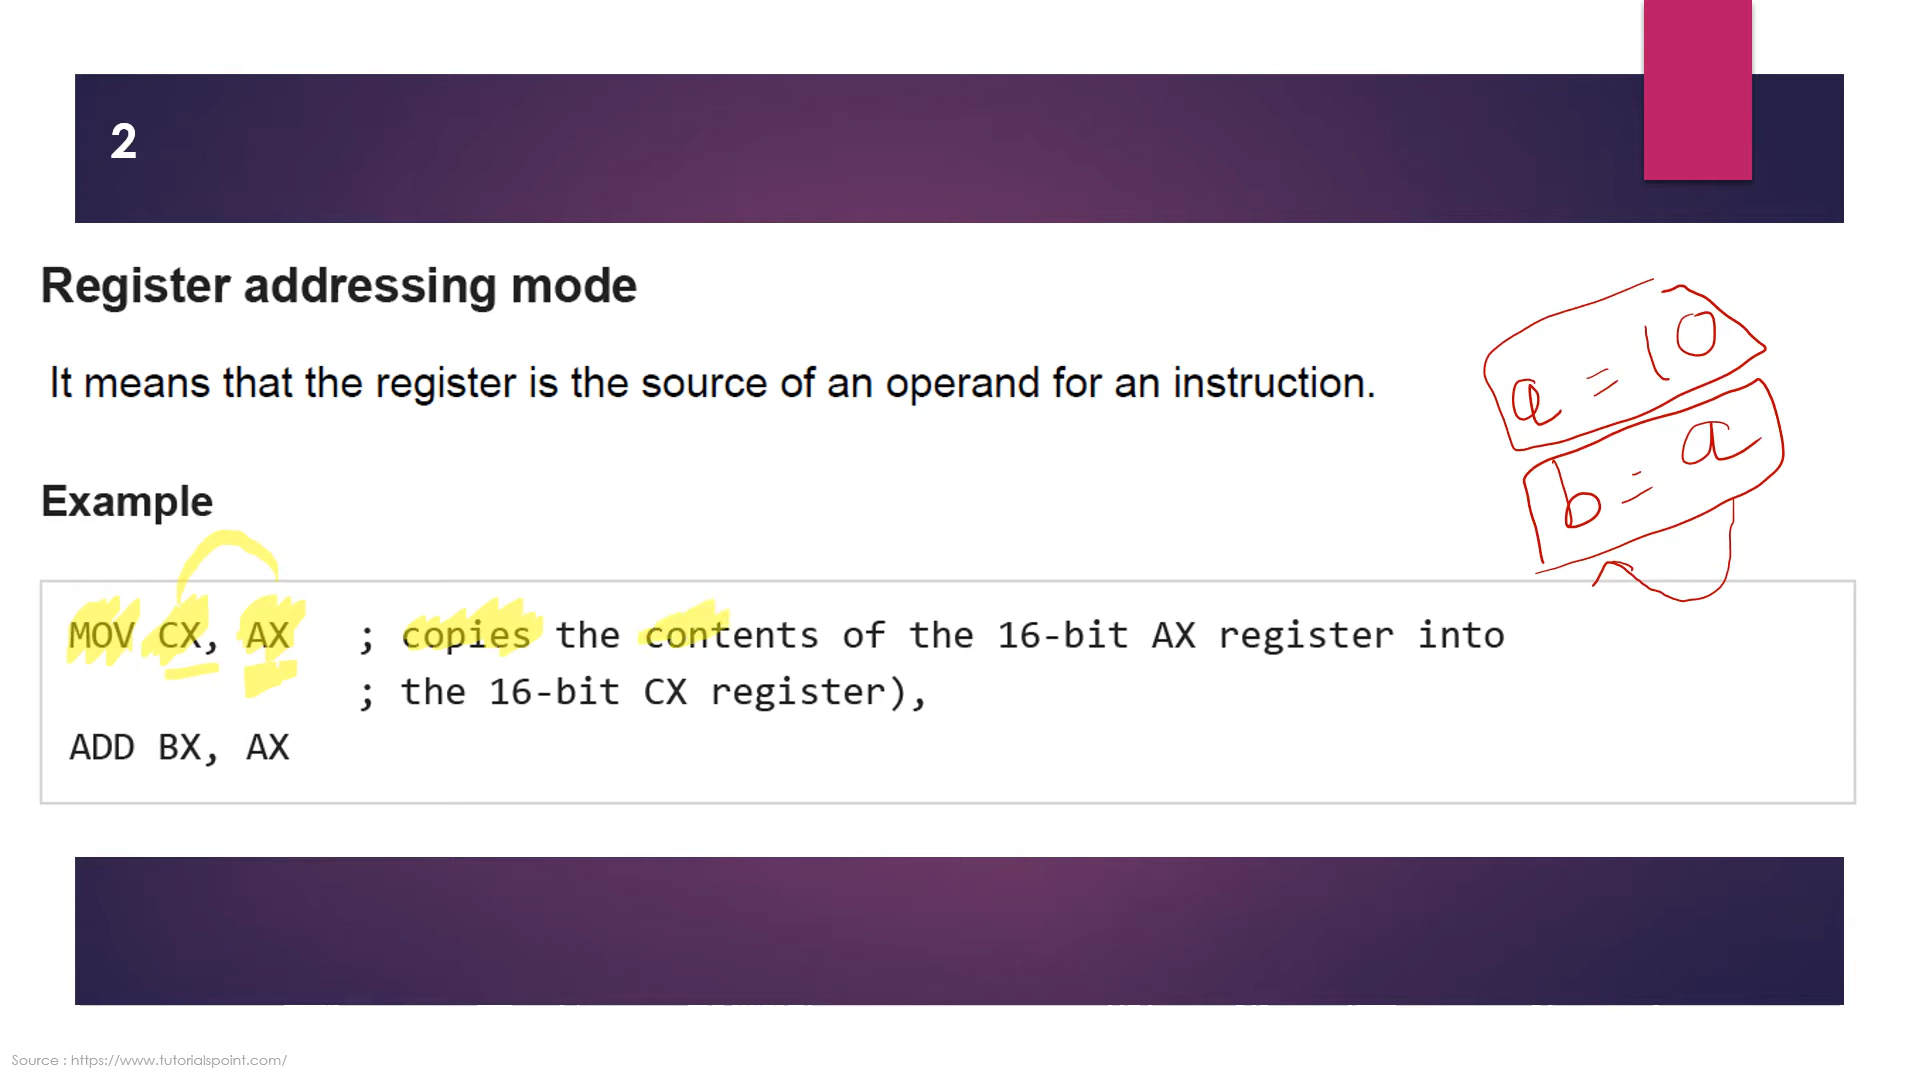 2
Register addressing mode
It means that the register is the source of an operand for an instruction.
a = 10
b = a
Example
MOV CX, AX ; copies the contents of the 16-bit AX register into
; the 16-bit CX register),
ADD BX, AX
Source : https://www.tutorialspoint.com/